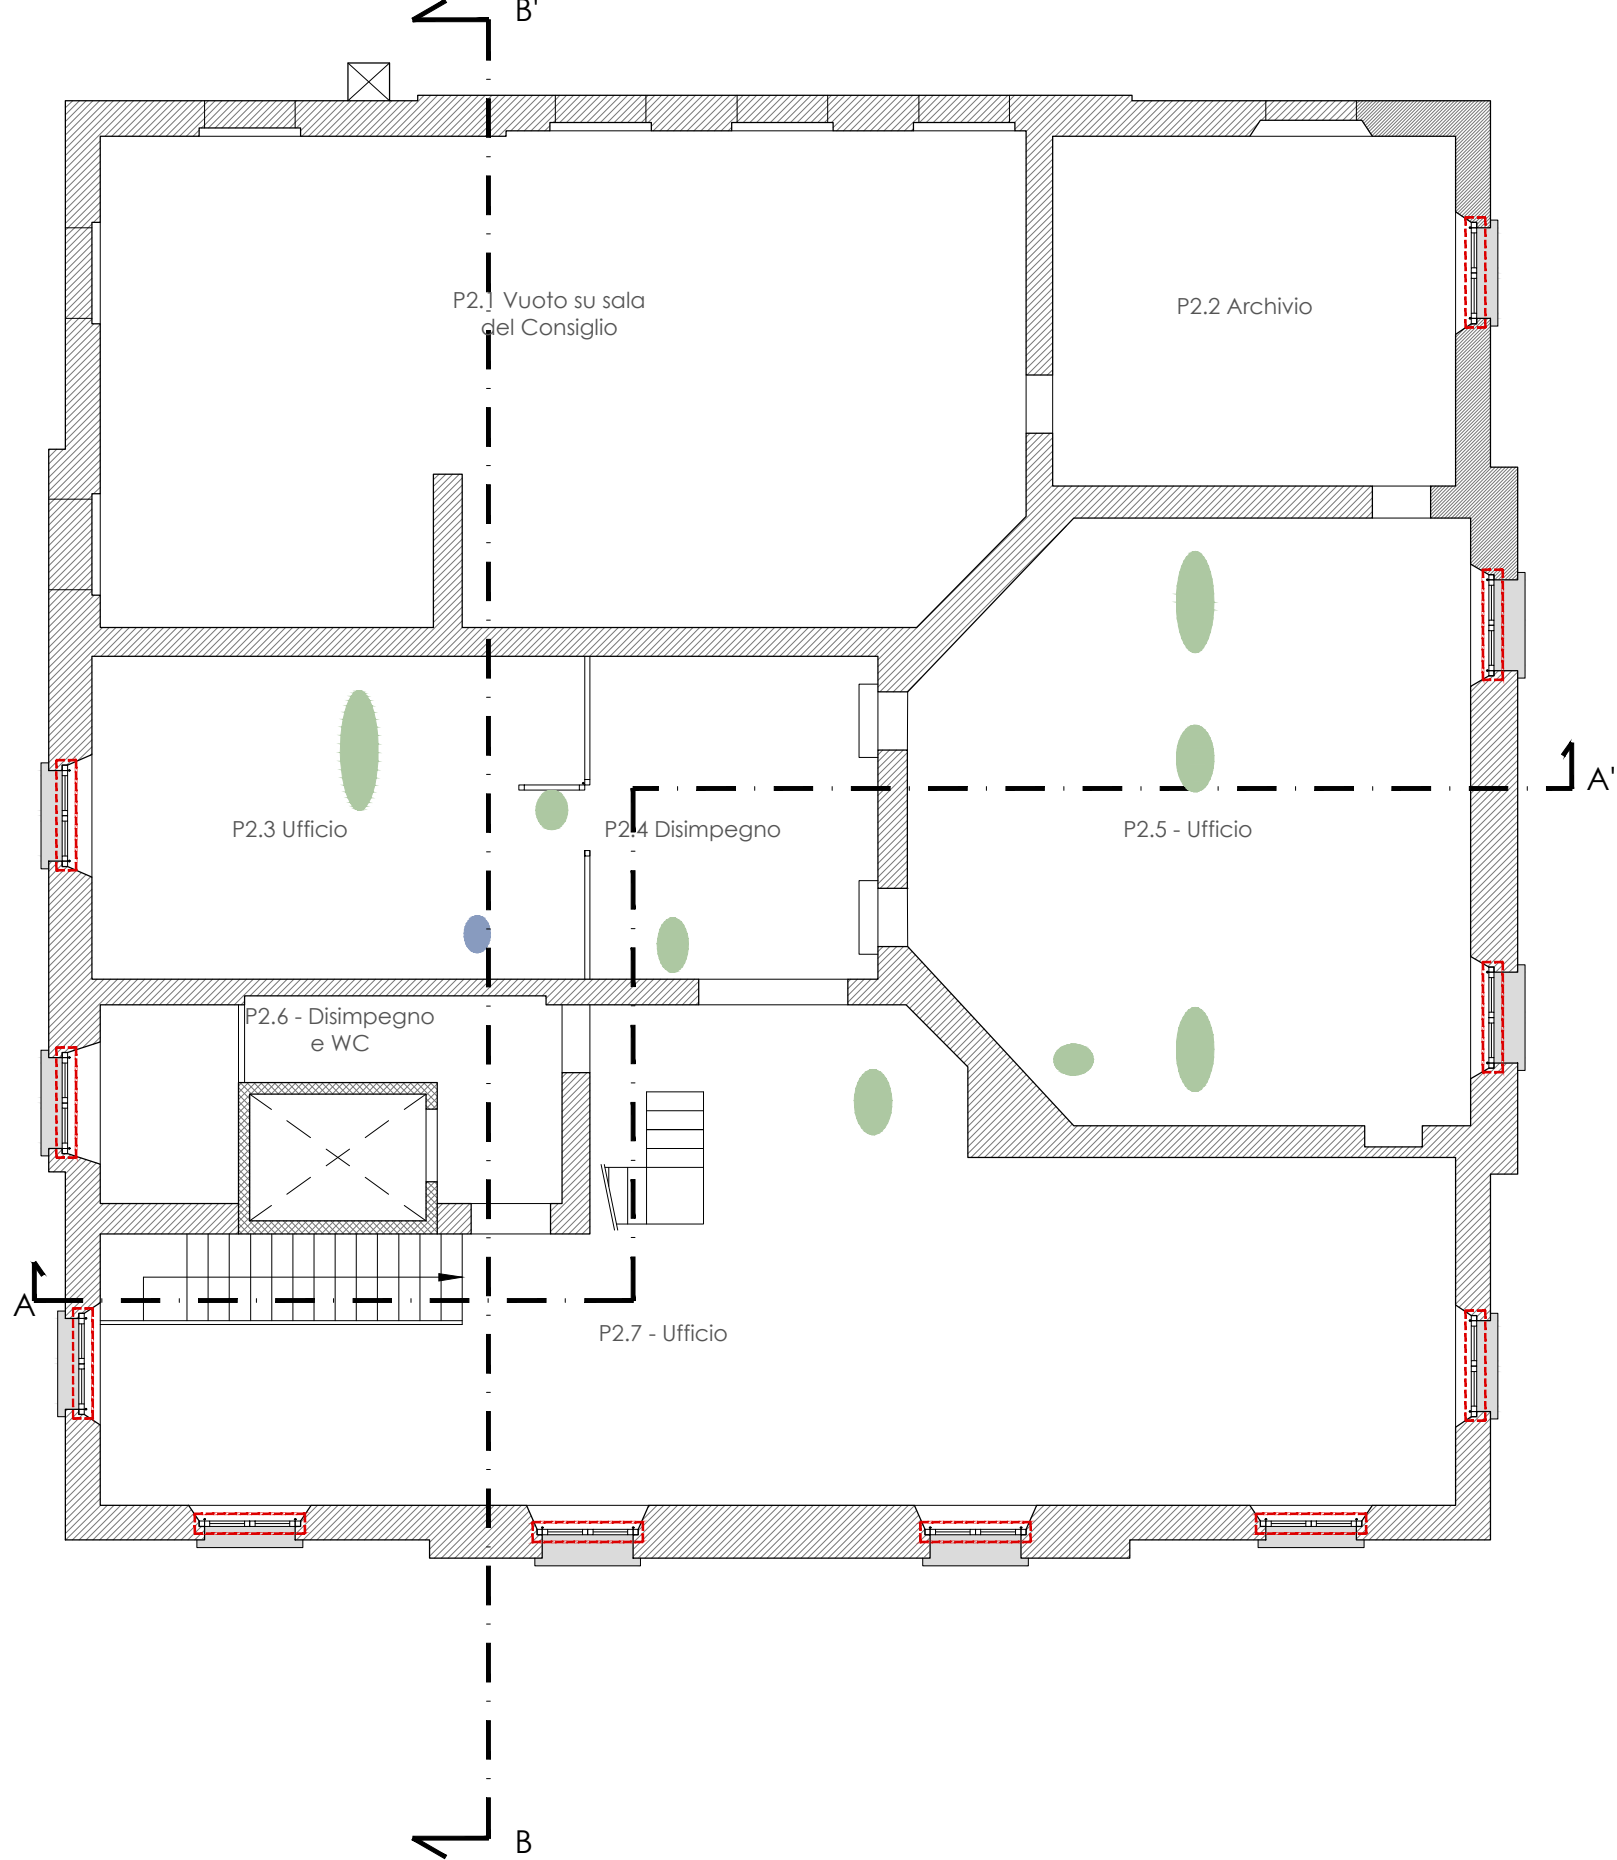 B'
P2.1 Vuoto su sala
del Consiglio
P2.2 Archivio
A'
P2.3 Ufficio
P2.4 Disimpegno
P2.5 - Ufficio
P2.6 - Disimpegno
e WC
A
P2.7 - Ufficio
B